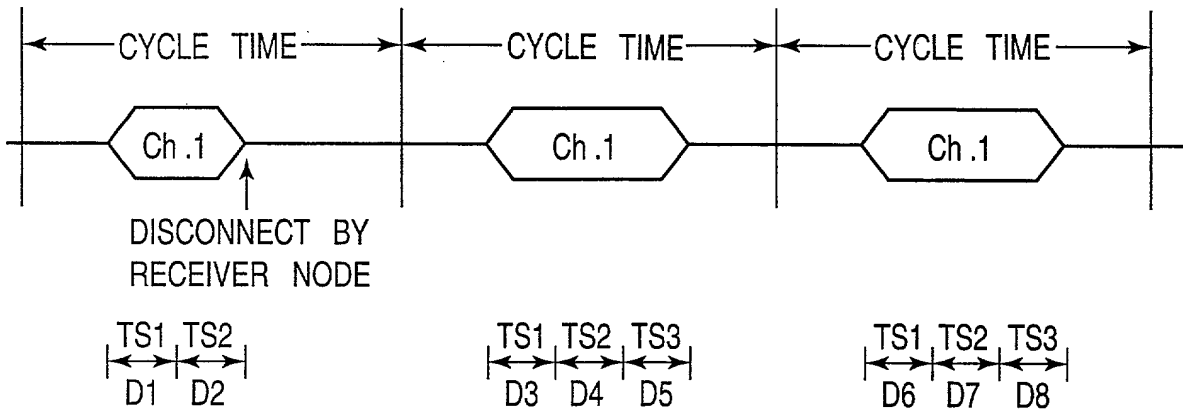 CYCLE TIME CYCLE TIME CYCLE TIME
Ch.1 Ch.1 Ch.1
DISCONNECT BY
RECEIVER NODE
TS1 TS2 TS1 TS2 TS3 TS1 TS2 TS3
D1 D2 D3 D4 D5 D6 D7 D8